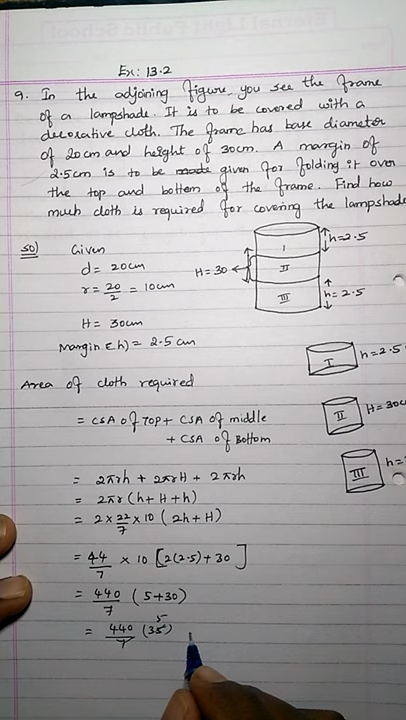 Ex: 13.2
9. In the adjoining figure, you see the frame
of a lampshade. It is to be covered with a
decorative cloth. The frame has base diameter
of 20cm and height of 30cm. A margin of
2.5cm is to be made given for folding it over
the top and bottom of the frame. Find how
much cloth is required for covering the lampshade
Sol
Given
d = 20cm
r = 20/2 = 10cm
H = 30cm
Margin (h) = 2.5 cm
I
h=2.5
H=30
II
III
h=2.5
I
h=2.5
II
H=30c
III
h=
Area of cloth required
= CSA of TOP + CSA of middle
+ CSA of Bottom
= 2πrh + 2πrH + 2πrh
= 2πr (h+H+h)
= 2 × 22/7 × 10 (2h+H)
= 44/7 × 10 [2(2.5)+30]
= 440/7 (5+30)
= 440/7 (35) 5